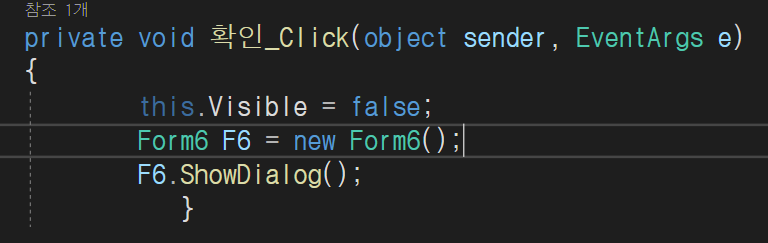 참조 1개
private void 확인_Click(object sender, EventArgs e)
{
this.Visible = false;
Form6 F6 = new Form6();
F6.ShowDialog();
}